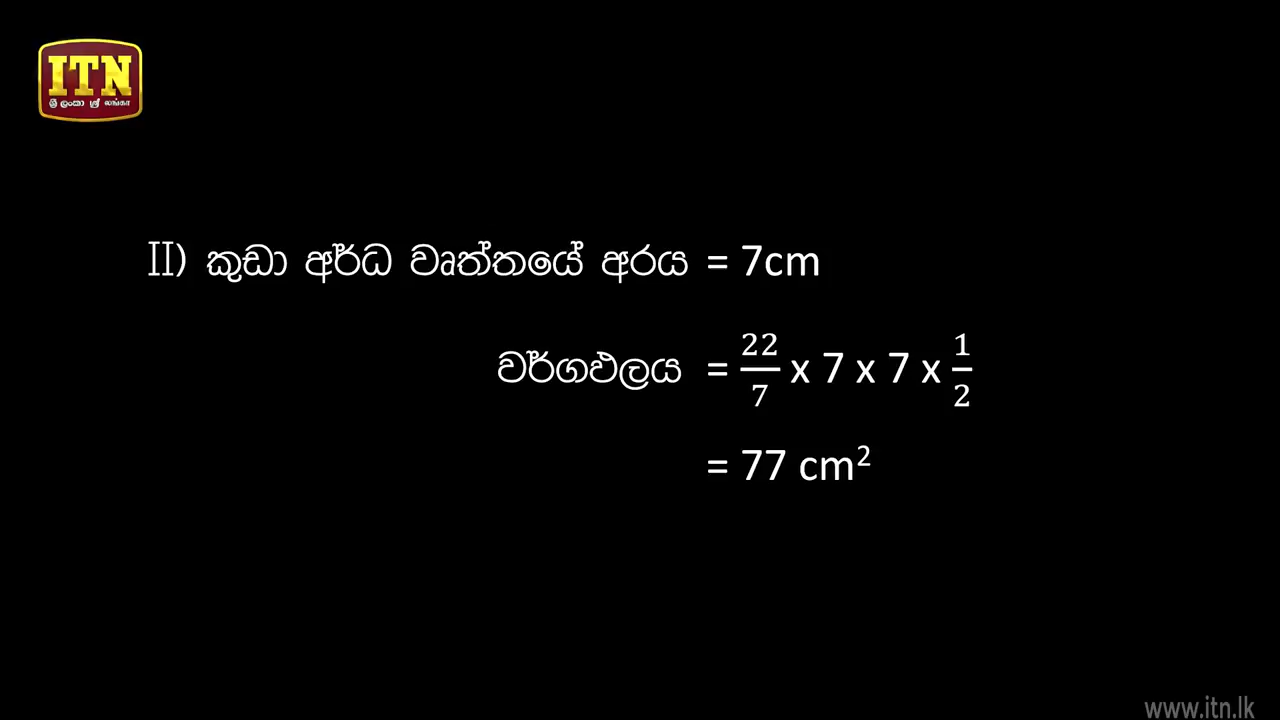 ITN
ශ්‍රී ලංකා ஸ்ரீ லங்கா
II) කුඩා අර්ධ වෘත්තයේ අරය = 7cm
වර්ගඵලය = 22/7 x 7 x 7 x 1/2
= 77 cm²
www.itn.lk